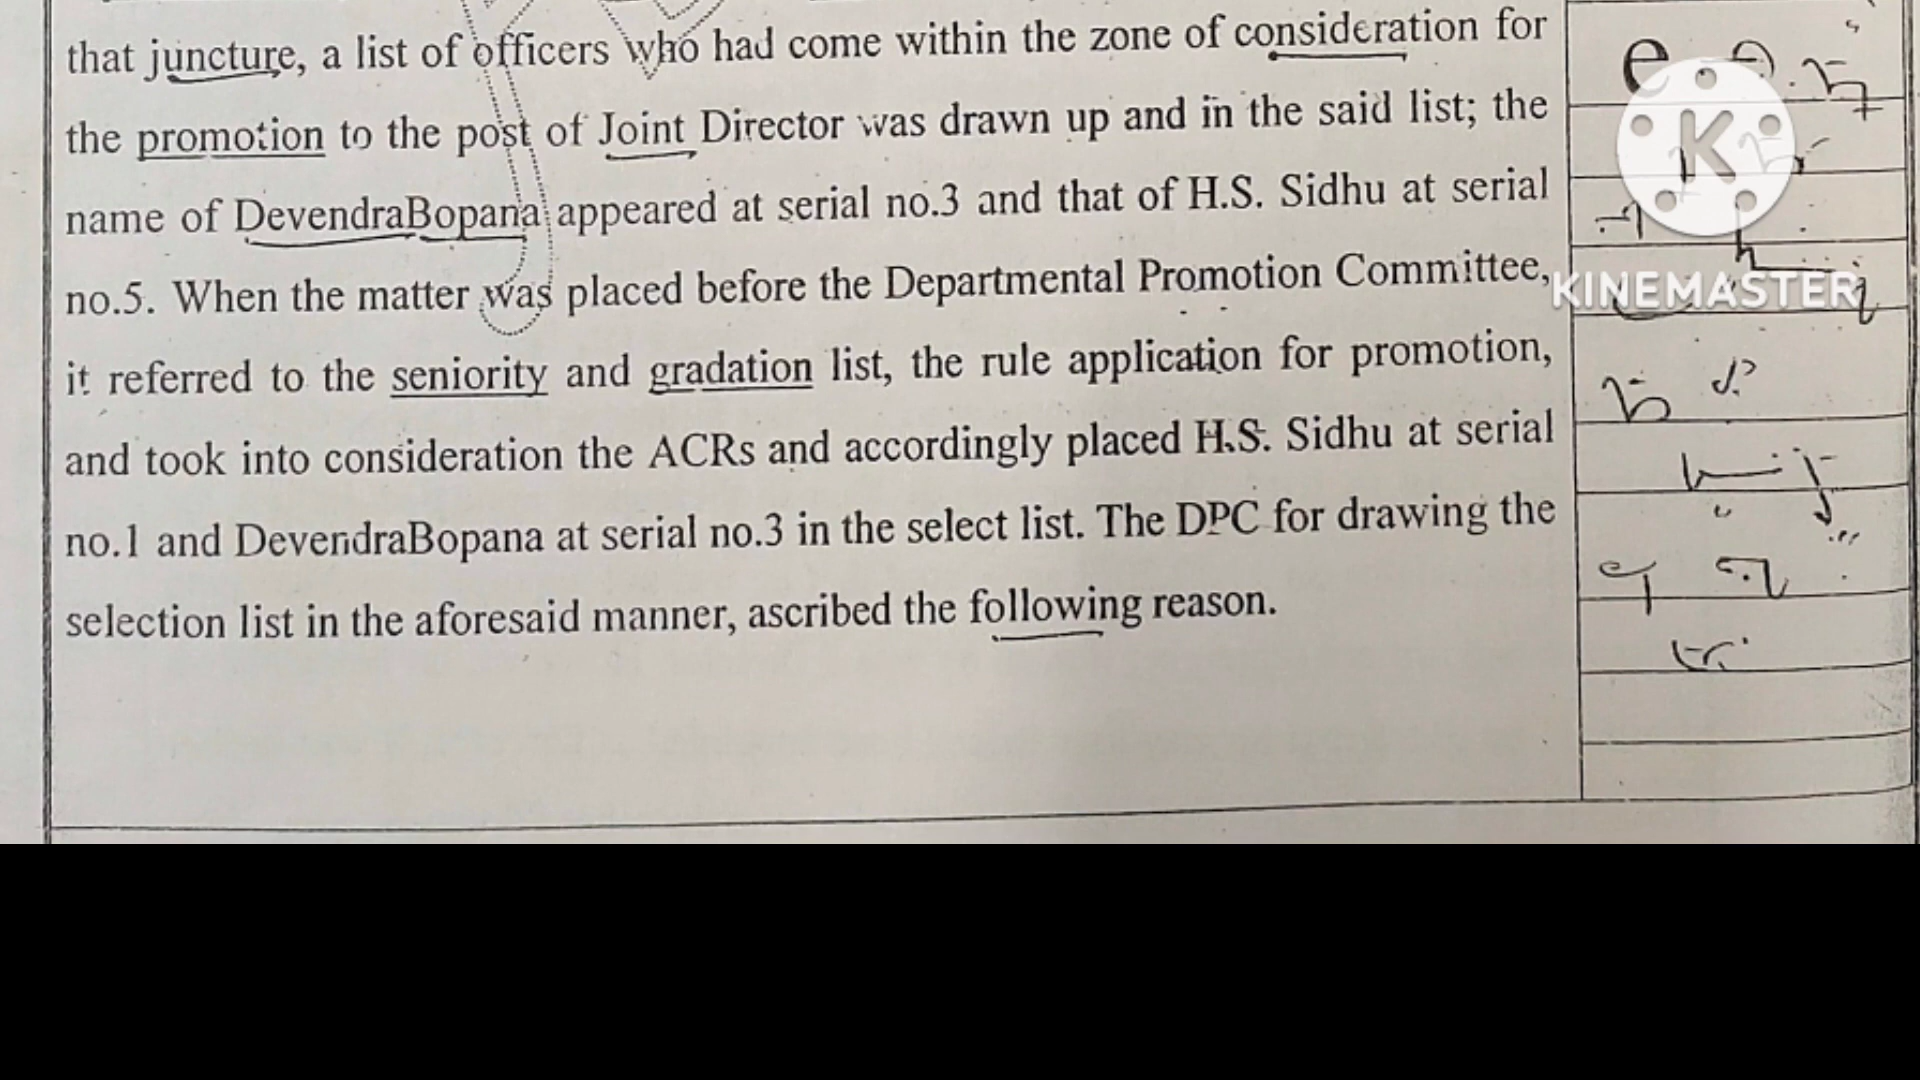 that juncture, a list of officers who had come within the zone of consideration for
the promotion to the post of Joint Director was drawn up and in the said list; the
name of DevendraBopana appeared at serial no.3 and that of H.S. Sidhu at serial
no.5. When the matter was placed before the Departmental Promotion Committee,
it referred to the seniority and gradation list, the rule application for promotion,
and took into consideration the ACRs and accordingly placed H.S. Sidhu at serial
no.1 and DevendraBopana at serial no.3 in the select list. The DPC for drawing the
selection list in the aforesaid manner, ascribed the following reason.
K
KINEMASTER